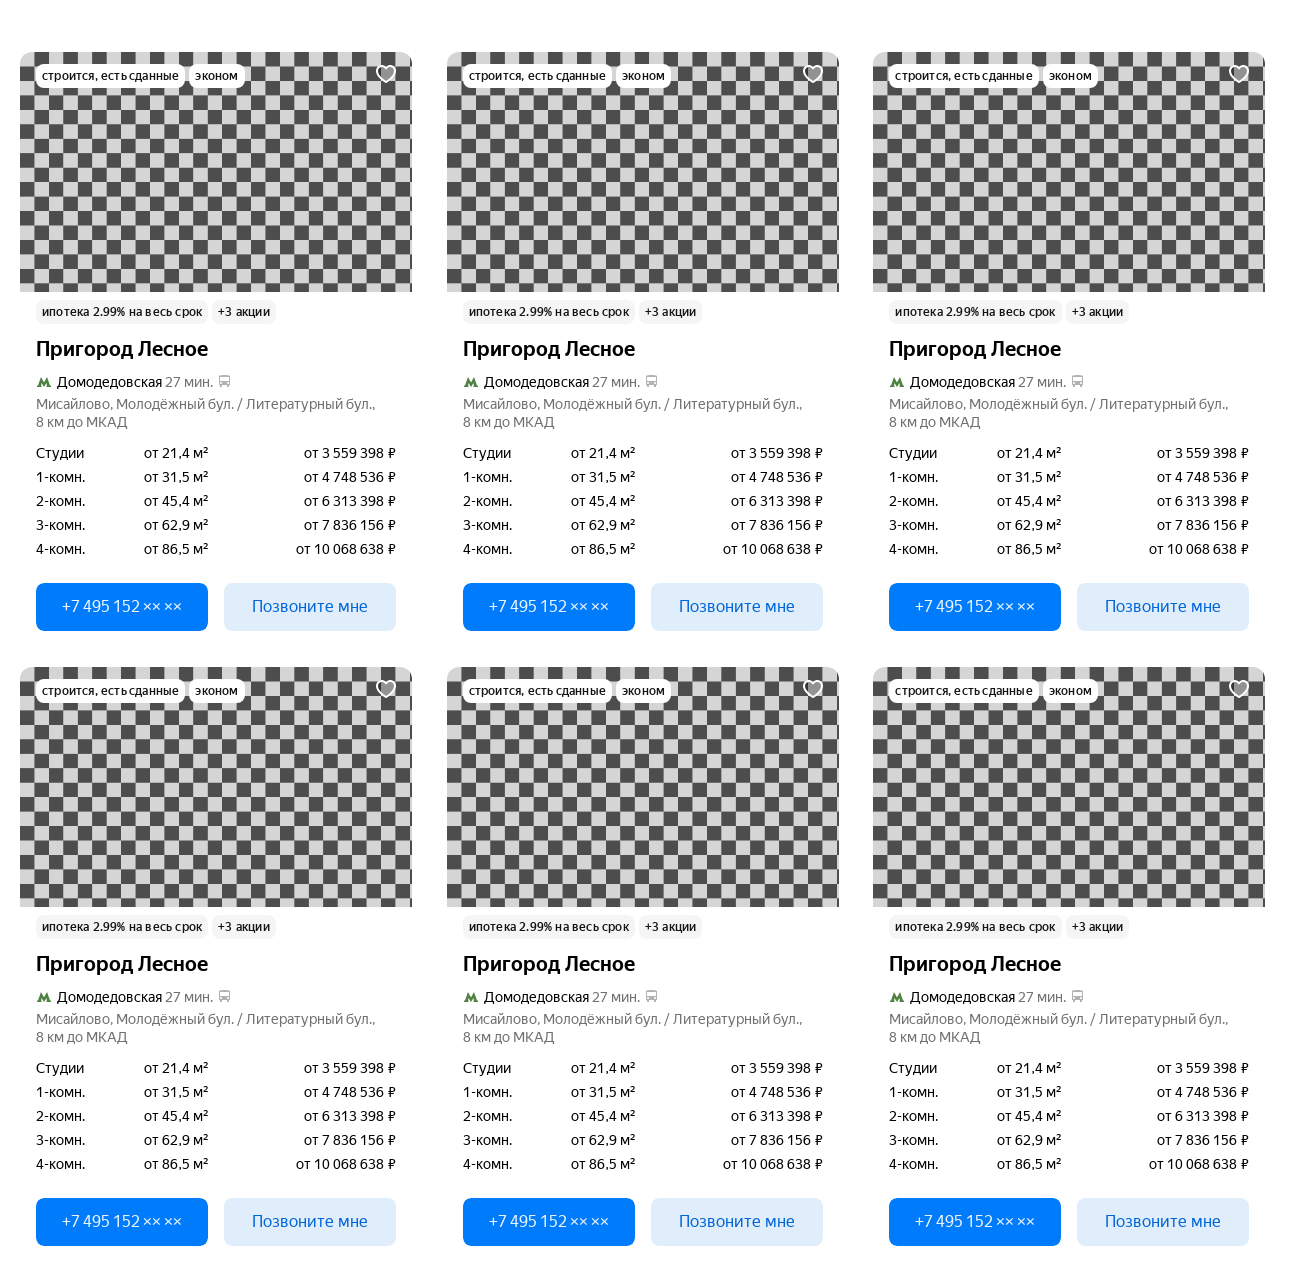 строится, есть сданные эконом
ипотека 2.99% на весь срок +3 акции
Пригород Лесное
Домодедовская 27 мин.
Мисайлово, Молодёжный бул. / Литературный бул.,
8 км до МКАД
Студии от 21,4 м² от 3 559 398 ₽
1-комн. от 31,5 м² от 4 748 536 ₽
2-комн. от 45,4 м² от 6 313 398 ₽
3-комн. от 62,9 м² от 7 836 156 ₽
4-комн. от 86,5 м² от 10 068 638 ₽
+7 495 152 ×× ×× Позвоните мне
строится, есть сданные эконом
ипотека 2.99% на весь срок +3 акции
Пригород Лесное
Домодедовская 27 мин.
Мисайлово, Молодёжный бул. / Литературный бул.,
8 км до МКАД
Студии от 21,4 м² от 3 559 398 ₽
1-комн. от 31,5 м² от 4 748 536 ₽
2-комн. от 45,4 м² от 6 313 398 ₽
3-комн. от 62,9 м² от 7 836 156 ₽
4-комн. от 86,5 м² от 10 068 638 ₽
+7 495 152 ×× ×× Позвоните мне
строится, есть сданные эконом
ипотека 2.99% на весь срок +3 акции
Пригород Лесное
Домодедовская 27 мин.
Мисайлово, Молодёжный бул. / Литературный бул.,
8 км до МКАД
Студии от 21,4 м² от 3 559 398 ₽
1-комн. от 31,5 м² от 4 748 536 ₽
2-комн. от 45,4 м² от 6 313 398 ₽
3-комн. от 62,9 м² от 7 836 156 ₽
4-комн. от 86,5 м² от 10 068 638 ₽
+7 495 152 ×× ×× Позвоните мне
строится, есть сданные эконом
ипотека 2.99% на весь срок +3 акции
Пригород Лесное
Домодедовская 27 мин.
Мисайлово, Молодёжный бул. / Литературный бул.,
8 км до МКАД
Студии от 21,4 м² от 3 559 398 ₽
1-комн. от 31,5 м² от 4 748 536 ₽
2-комн. от 45,4 м² от 6 313 398 ₽
3-комн. от 62,9 м² от 7 836 156 ₽
4-комн. от 86,5 м² от 10 068 638 ₽
+7 495 152 ×× ×× Позвоните мне
строится, есть сданные эконом
ипотека 2.99% на весь срок +3 акции
Пригород Лесное
Домодедовская 27 мин.
Мисайлово, Молодёжный бул. / Литературный бул.,
8 км до МКАД
Студии от 21,4 м² от 3 559 398 ₽
1-комн. от 31,5 м² от 4 748 536 ₽
2-комн. от 45,4 м² от 6 313 398 ₽
3-комн. от 62,9 м² от 7 836 156 ₽
4-комн. от 86,5 м² от 10 068 638 ₽
+7 495 152 ×× ×× Позвоните мне
строится, есть сданные эконом
ипотека 2.99% на весь срок +3 акции
Пригород Лесное
Домодедовская 27 мин.
Мисайлово, Молодёжный бул. / Литературный бул.,
8 км до МКАД
Студии от 21,4 м² от 3 559 398 ₽
1-комн. от 31,5 м² от 4 748 536 ₽
2-комн. от 45,4 м² от 6 313 398 ₽
3-комн. от 62,9 м² от 7 836 156 ₽
4-комн. от 86,5 м² от 10 068 638 ₽
+7 495 152 ×× ×× Позвоните мне